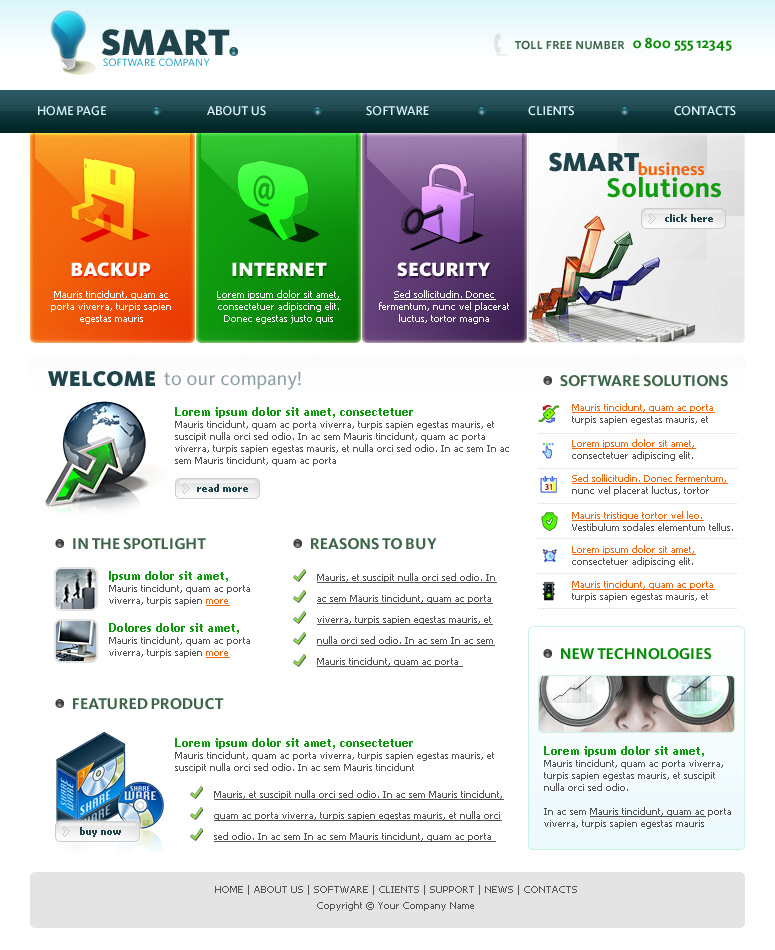 SMART.
SOFTWARE COMPANY
TOLL FREE NUMBER 0 800 555 12345
HOME PAGE
ABOUT US
SOFTWARE
CLIENTS
CONTACTS
@
BACKUP
Mauris tincidunt, quam ac
porta viverra, turpis sapien
egestas mauris
INTERNET
Lorem ipsum dolor sit amet,
consectetuer adipiscing elit.
Donec egestas justo quis
SECURITY
Sed sollicitudin. Donec
fermentum, nunc vel placerat
luctus, tortor magna
SMART business
Solutions
click here
WELCOME to our company!
Lorem ipsum dolor sit amet, consectetuer
Mauris tincidunt, quam ac porta viverra, turpis sapien egestas mauris, et
suscipit nulla orci sed odio. In ac sem Mauris tincidunt, quam ac porta
viverra, turpis sapien egestas mauris, et nulla orci sed odio. In ac sem In ac
sem Mauris tincidunt, quam ac porta
read more
SOFTWARE SOLUTIONS
Mauris tincidunt, quam ac porta
turpis sapien egestas mauris, et
Lorem ipsum dolor sit amet,
consectetuer adipiscing elit.
31
Sed sollicitudin. Donec fermentum,
nunc vel placerat luctus, tortor
Mauris tristique tortor vel leo.
Vestibulum sodales elementum tellus.
Lorem ipsum dolor sit amet,
consectetuer adipiscing elit.
Mauris tincidunt, quam ac porta
turpis sapien egestas mauris, et
IN THE SPOTLIGHT
Ipsum dolor sit amet,
Mauris tincidunt, quam ac porta
viverra, turpis sapien more
Dolores dolor sit amet,
Mauris tincidunt, quam ac porta
viverra, turpis sapien more
REASONS TO BUY
Mauris, et suscipit nulla orci sed odio. In
ac sem Mauris tincidunt, quam ac porta
viverra, turpis sapien egestas mauris, et
nulla orci sed odio. In ac sem In ac sem
Mauris tincidunt, quam ac porta
NEW TECHNOLOGIES
Lorem ipsum dolor sit amet,
Mauris tincidunt, quam ac porta viverra,
turpis sapien egestas mauris, et suscipit
nulla orci sed odio.
In ac sem Mauris tincidunt, quam ac porta
viverra, turpis sapien egestas mauris
FEATURED PRODUCT
SHARE
SHARE
SHARE
WARE
buy now
Lorem ipsum dolor sit amet, consectetuer
Mauris tincidunt, quam ac porta viverra, turpis sapien egestas mauris, et
suscipit nulla orci sed odio. In ac sem Mauris tincidunt
Mauris, et suscipit nulla orci sed odio. In ac sem Mauris tincidunt,
quam ac porta viverra, turpis sapien egestas mauris, et nulla orci
sed odio. In ac sem In ac sem Mauris tincidunt, quam ac porta
HOME | ABOUT US | SOFTWARE | CLIENTS | SUPPORT | NEWS | CONTACTS
Copyright © Your Company Name